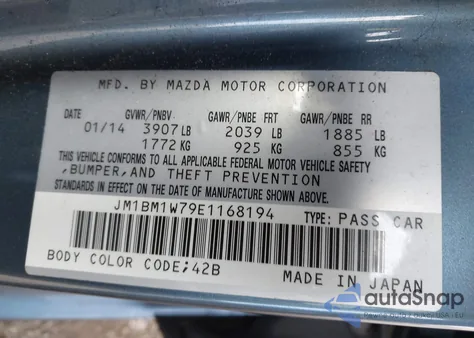 MFD. BY MAZDA MOTOR CORPORATION
DATE GVWR/PNBV GAWR/PNBE FRT GAWR/PNBE RR
01/14 3907 LB 2039 LB 1885 LB
1772 KG 925 KG 855 KG
THIS VEHICLE CONFORMS TO ALL APPLICABLE FEDERAL MOTOR VEHICLE SAFETY
,BUMPER,AND THEFT PREVENTION
STANDARDS IN EFFECT ON THE DATE OF MANUFACTURE SHOWN ABOVE.
JM1BM1W79E1168194 TYPE: PASS CAR
BODY COLOR CODE;42B MADE IN JAPAN
autoSnap